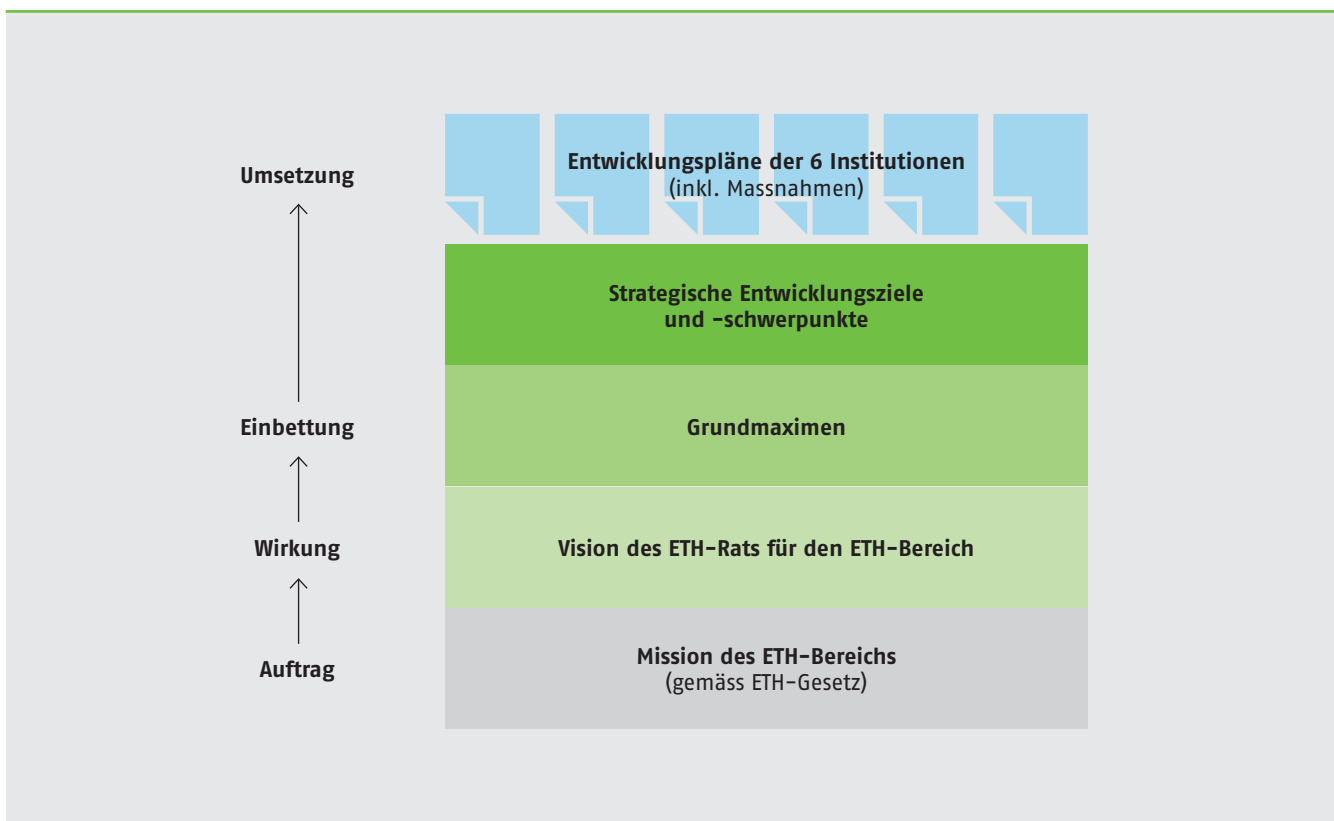 Umsetzung
Entwicklungspläne der 6 Institutionen
(inkl. Massnahmen)
Strategische Entwicklungsziele
und -schwerpunkte
Einbettung
Grundmaximen
Wirkung
Vision des ETH-Rats für den ETH-Bereich
Auftrag
Mission des ETH-Bereichs
(gemäss ETH-Gesetz)